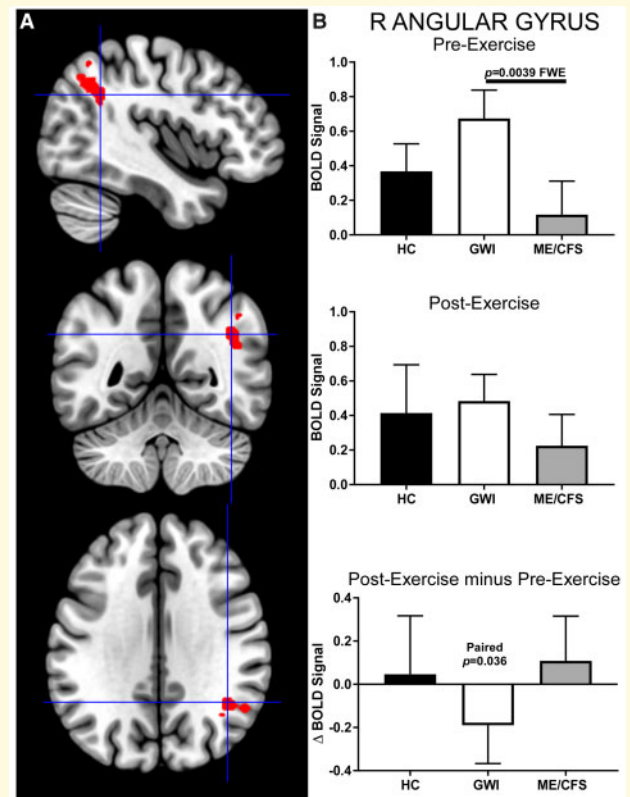 A
B
R ANGULAR GYRUS
Pre-Exercise
p=0.0039 FWE
BOLD Signal
1.0
0.8
0.6
0.4
0.2
0.0
HC GWI ME/CFS
Post-Exercise
BOLD Signal
1.0
0.8
0.6
0.4
0.2
0.0
HC GWI ME/CFS
Post-Exercise minus Pre-Exercise
Paired
p=0.036
Δ BOLD Signal
0.4
0.2
0.0
-0.2
-0.4
HC GWI ME/CFS